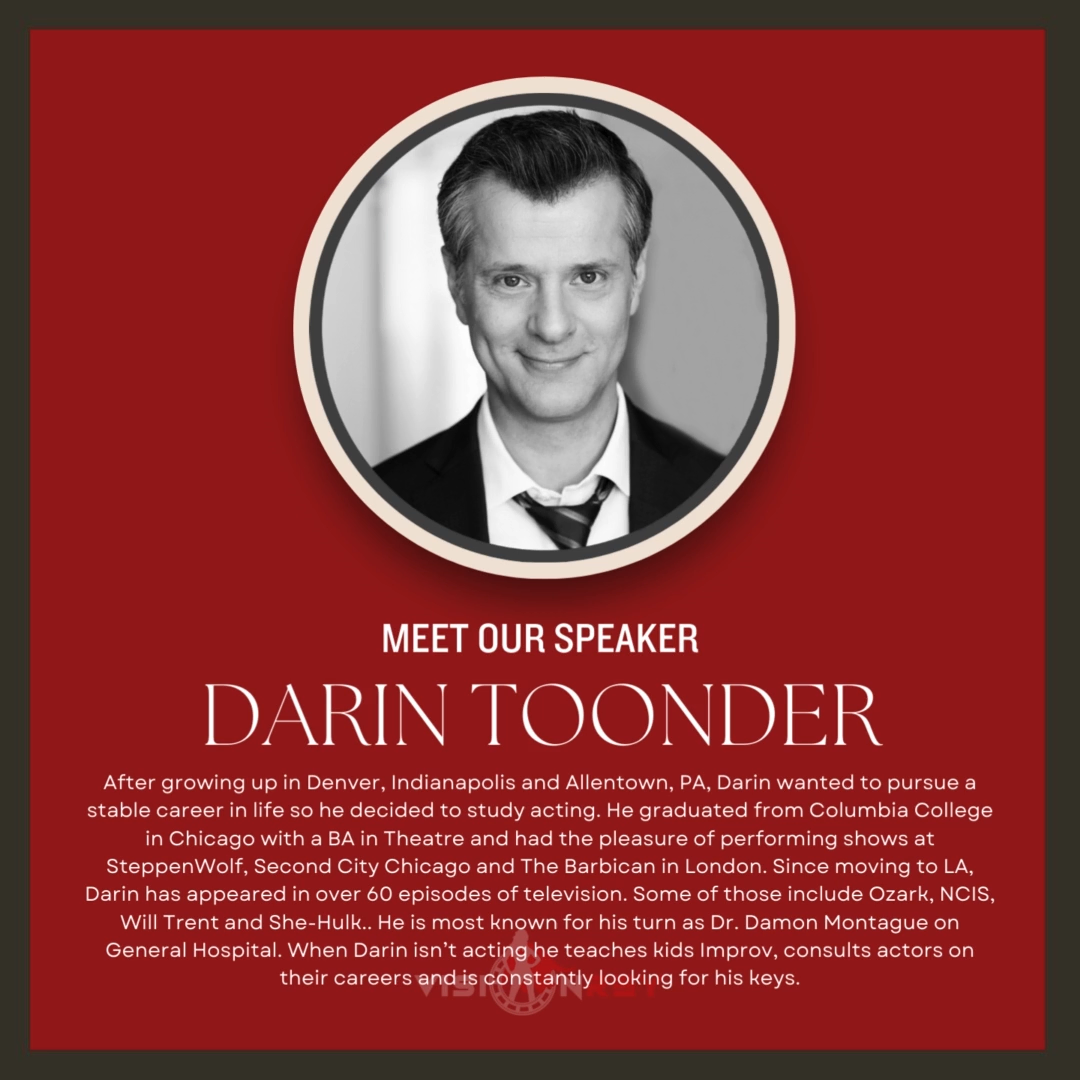 MEET OUR SPEAKER
DARIN TOONDER
After growing up in Denver, Indianapolis and Allentown, PA, Darin wanted to pursue a
stable career in life so he decided to study acting. He graduated from Columbia College
in Chicago with a BA in Theatre and had the pleasure of performing shows at
SteppenWolf, Second City Chicago and The Barbican in London. Since moving to LA,
Darin has appeared in over 60 episodes of television. Some of those include Ozark, NCIS,
Will Trent and She-Hulk.. He is most known for his turn as Dr. Damon Montague on
General Hospital. When Darin isn’t acting he teaches kids Improv, consults actors on
their careers and is constantly looking for his keys.